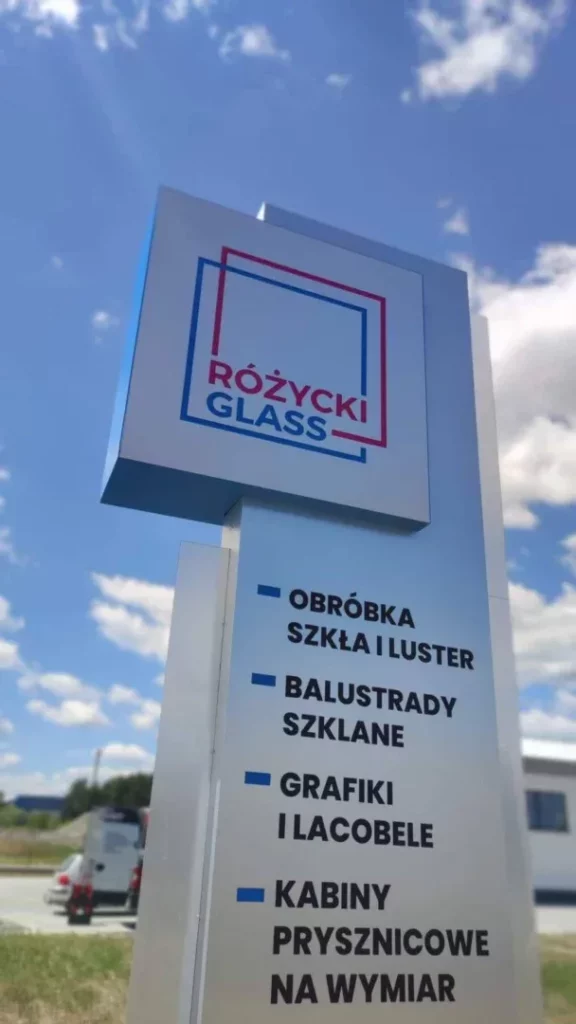 RÓŻYCKI
GLASS
OBRÓBKA
SZKŁA I LUSTER
BALUSTRADY
SZKLANE
GRAFIKI
I LACOBELE
KABINY
PRYSZNICOWE
NA WYMIAR